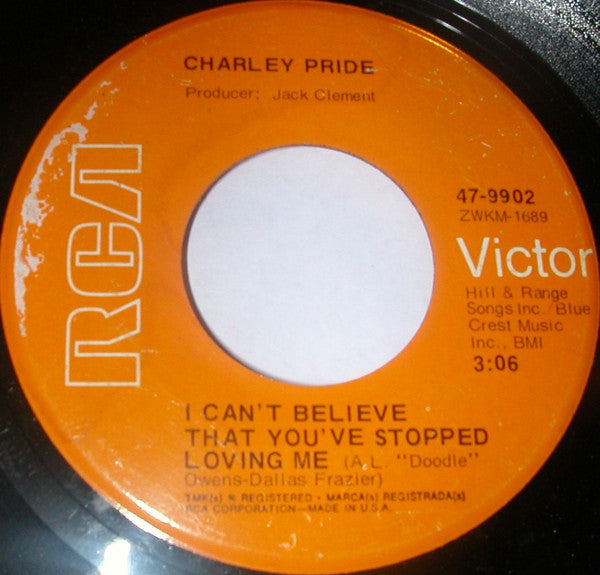 CHARLEY PRIDE
Producer: Jack Clement
RCA
47-9902
ZWKM-1689
Victor
Hill & Range
Songs Inc./Blue
Crest Music
Inc., BMI
3:06
I CAN'T BELIEVE
THAT YOU'VE STOPPED
LOVING ME (A.L. "Doodle"
Owens-Dallas Frazier)
TMK(s) ® REGISTERED • MARCA(s) REGISTRADA(s)
RCA CORPORATION—MADE IN U.S.A.